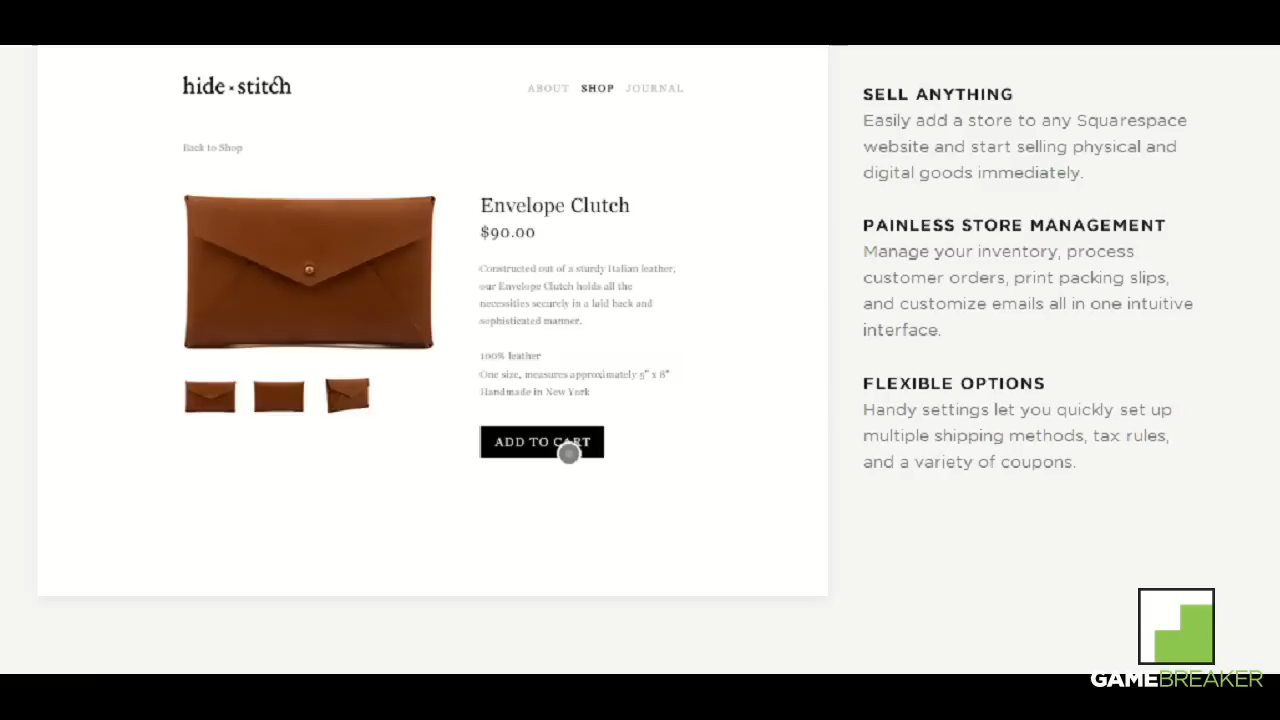 hide·stitch
ABOUT SHOP JOURNAL
Back to Shop
Envelope Clutch
$90.00
Constructed out of a sturdy Italian leather,
our Envelope Clutch holds all the
necessities securely in a laid back and
sophisticated manner.
100% leather
One size, measures approximately 5" x 8"
Handmade in New York
ADD TO CART
SELL ANYTHING
Easily add a store to any Squarespace
website and start selling physical and
digital goods immediately.
PAINLESS STORE MANAGEMENT
Manage your inventory, process
customer orders, print packing slips,
and customize emails all in one intuitive
interface.
FLEXIBLE OPTIONS
Handy settings let you quickly set up
multiple shipping methods, tax rules,
and a variety of coupons.
GAMEBREAKER